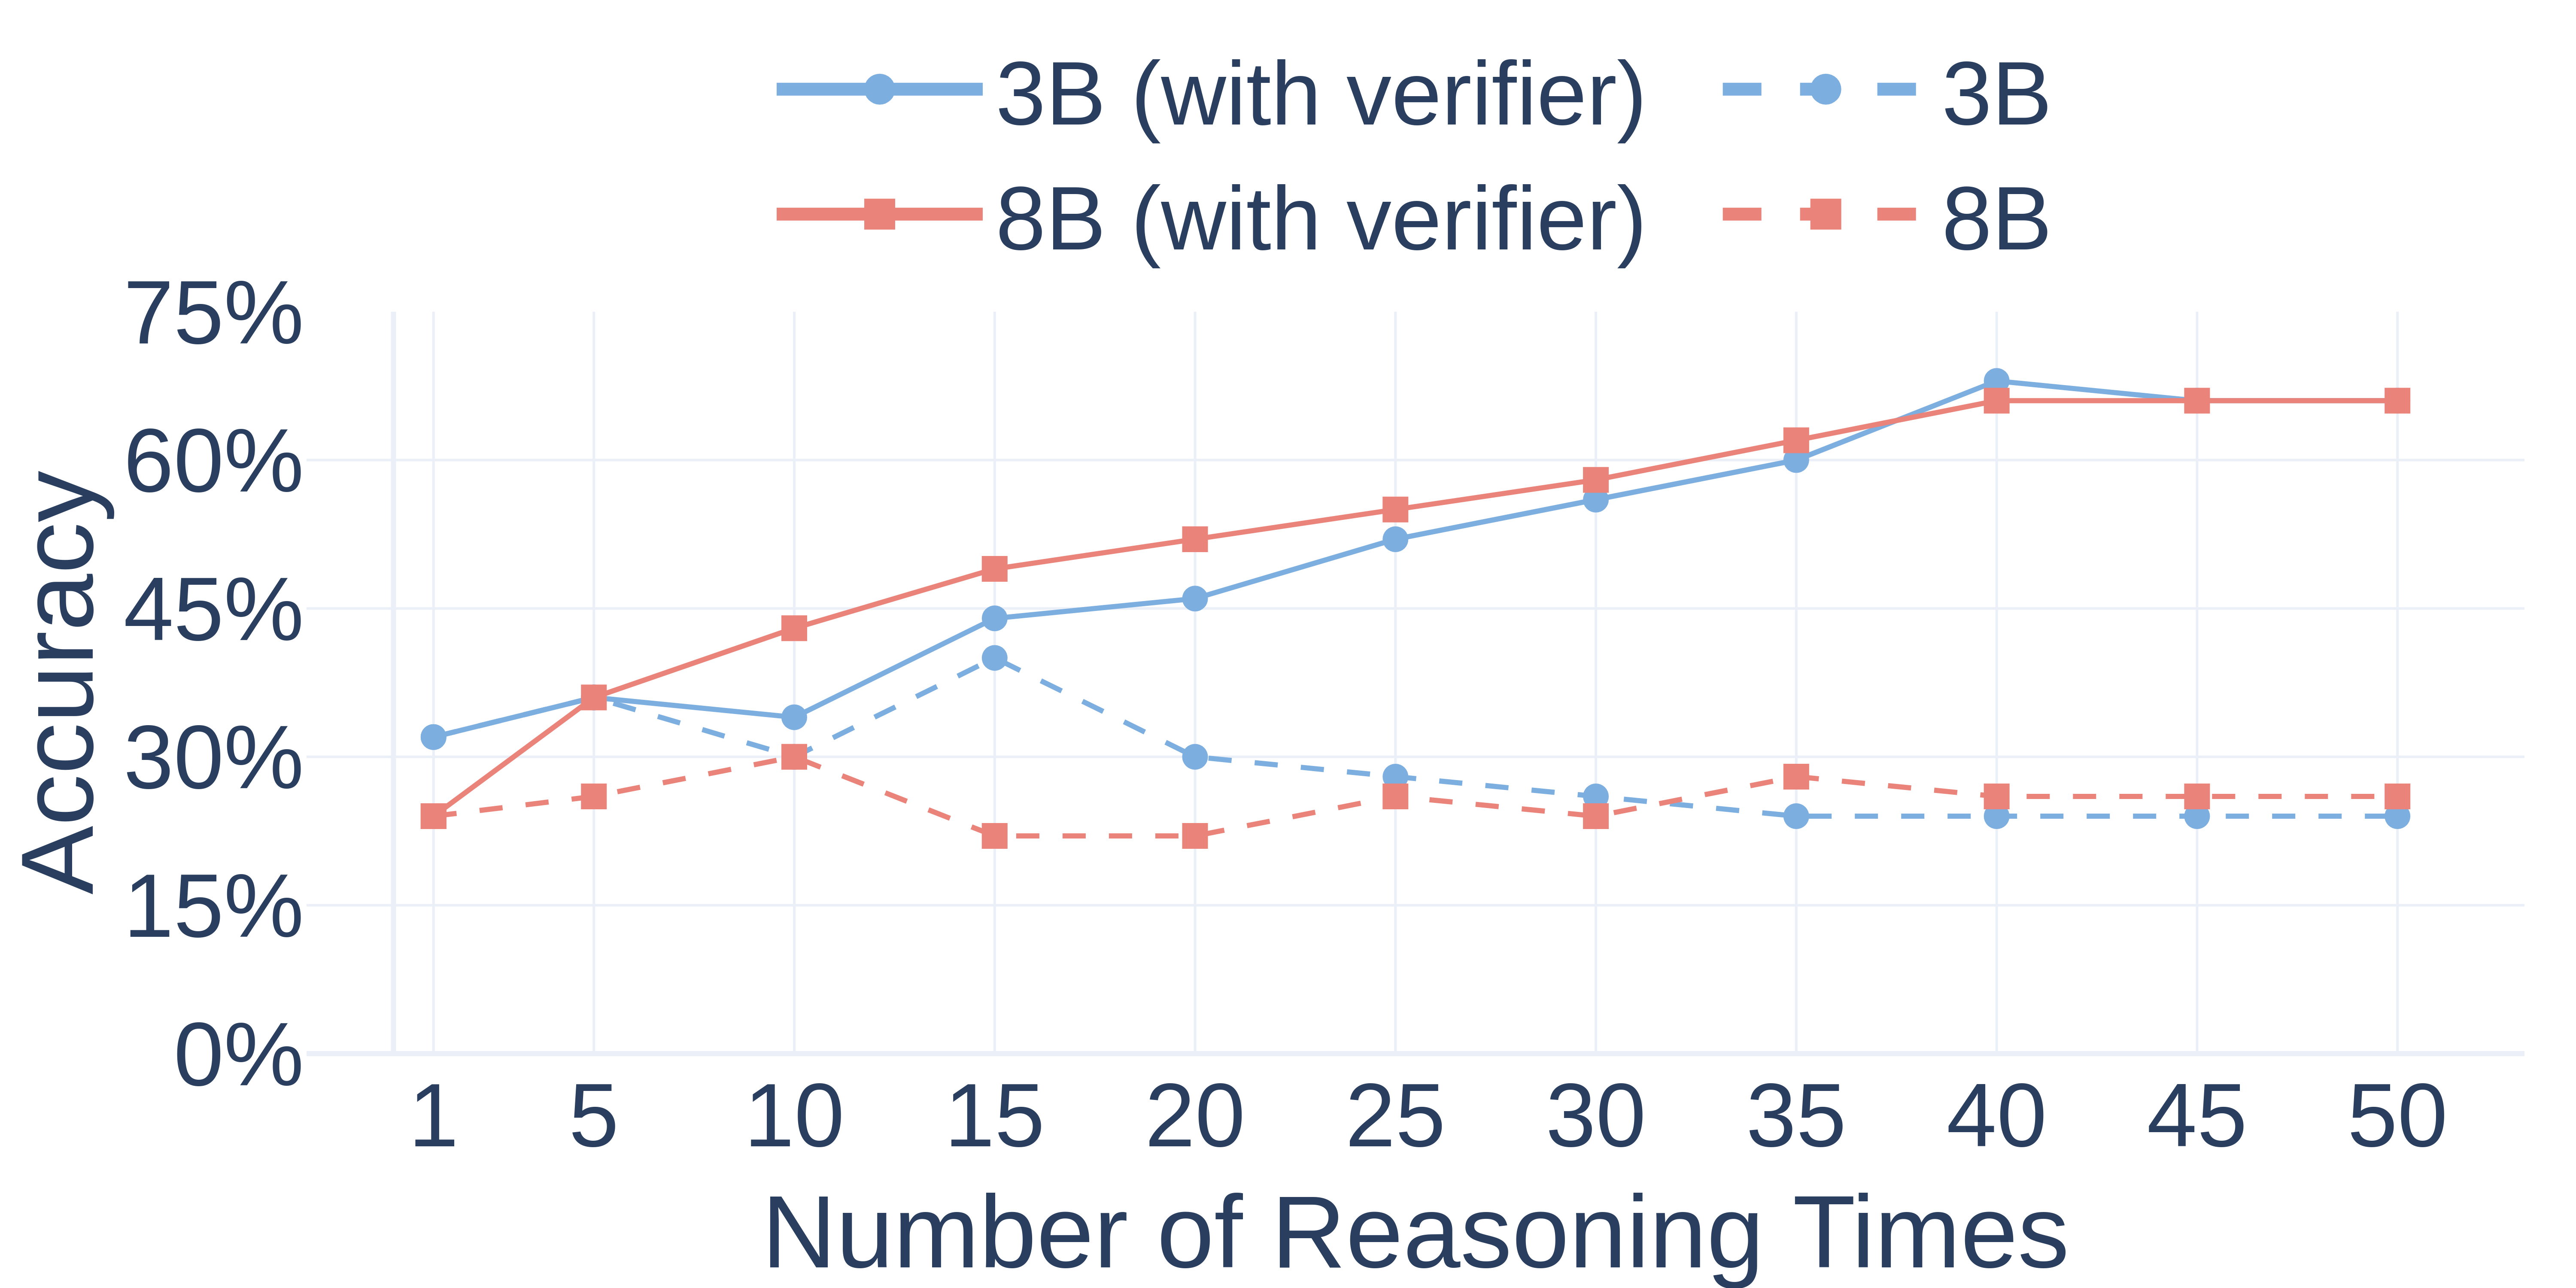 3B (with verifier) 3B
8B (with verifier) 8B
75%
60%
45%
30%
15%
0%
Accuracy
1 5 10 15 20 25 30 35 40 45 50
Number of Reasoning Times